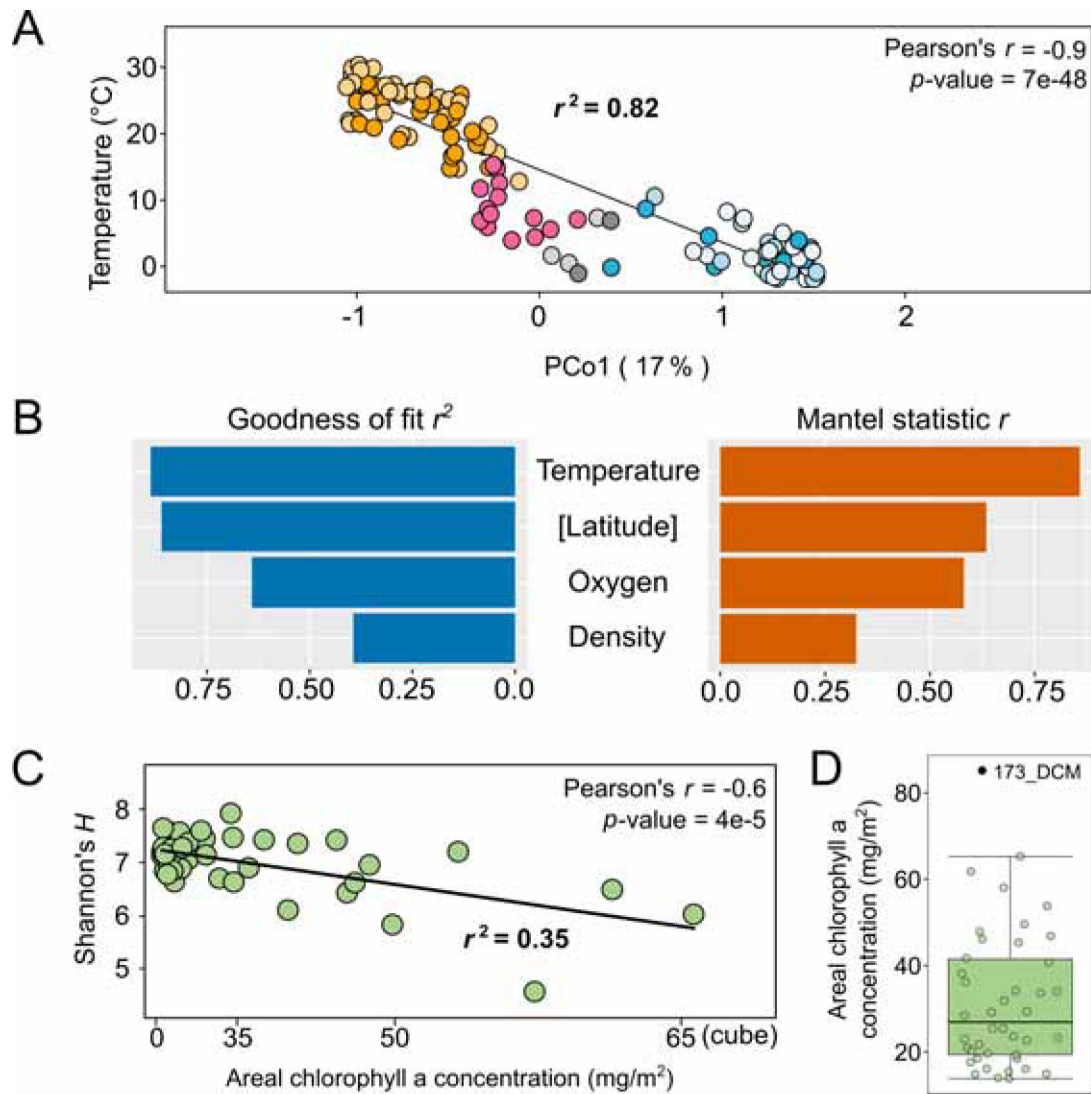 A
Pearson's r = -0.9
p-value = 7e-48
r² = 0.82
Temperature (°C)
30
20
10
0
-1
0
1
2
PCo1 ( 17 % )
B
Goodness of fit r²
Mantel statistic r
Temperature
[Latitude]
Oxygen
Density
0.75
0.50
0.25
0.0
0.0
0.25
0.50
0.75
C
Pearson's r = -0.6
p-value = 4e-5
r² = 0.35
Shannon's H
8
7
6
5
0
35
50
65
(cube)
Areal chlorophyll a concentration (mg/m²)
D
173_DCM
Areal chlorophyll a
concentration (mg/m²)
80
60
40
20